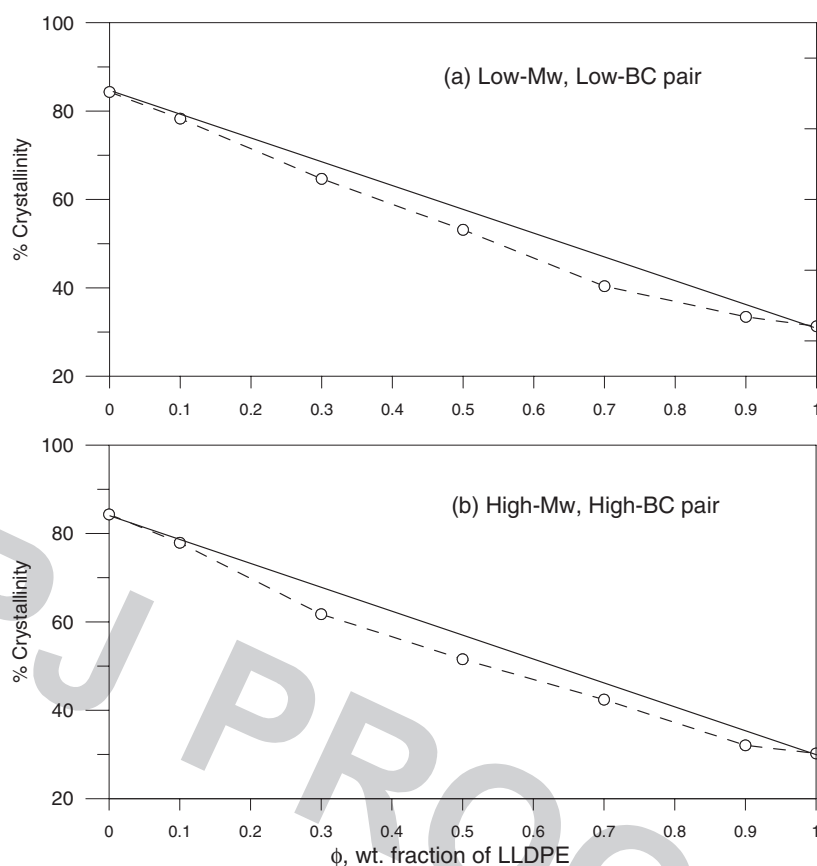 100
(a) Low-Mw, Low-BC pair
80
% Crystallinity
60
40
20
0 0.1 0.2 0.3 0.4 0.5 0.6 0.7 0.8 0.9 1
100
(b) High-Mw, High-BC pair
80
% Crystallinity
60
40
20
0 0.1 0.2 0.3 0.4 0.5 0.6 0.7 0.8 0.9 1
ϕ, wt. fraction of LLDPE
PJ PROO